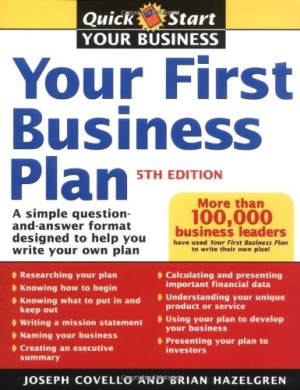 Quick Start
YOUR BUSINESS
Your First
Business
Plan
5TH EDITION
A simple question-
and-answer format
designed to help you
write your own plan
More than
100,000
business leaders
have used Your First Business Plan
to write their own plan!
Researching your plan
Knowing how to begin
Knowing what to put in and
keep out
Writing a mission statement
Naming your business
Creating an executive
summary
Calculating and presenting
important financial data
Understanding your unique
product or service
Using your plan to develop
your business
Presenting your plan to
investors
JOSEPH COVELLO AND BRIAN HAZELGREN